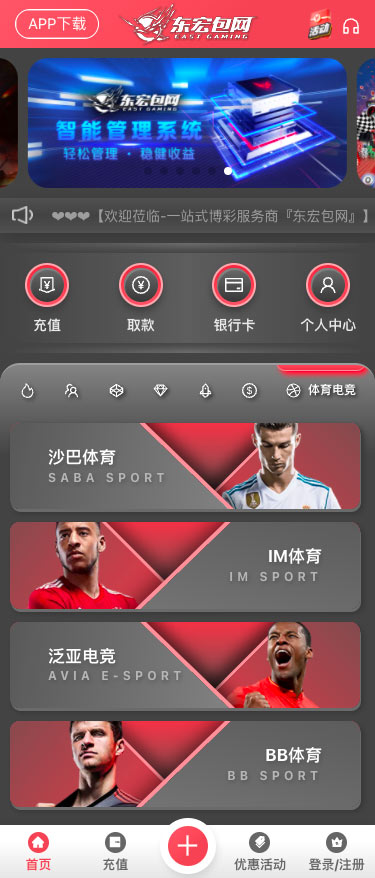 APP下载
东宏包网
EAST GAMING
活动
东宏包网
EAST GAMING
智能管理系统
轻松管理 · 稳健收益
❤❤❤【欢迎莅临-一站式博彩服务商『东宏包网』】
充值
取款
银行卡
个人中心
体育电竞
沙巴体育
SABA SPORT
IM体育
IM SPORT
泛亚电竞
AVIA E-SPORT
BB体育
BB SPORT
首页
充值
优惠活动
登录/注册